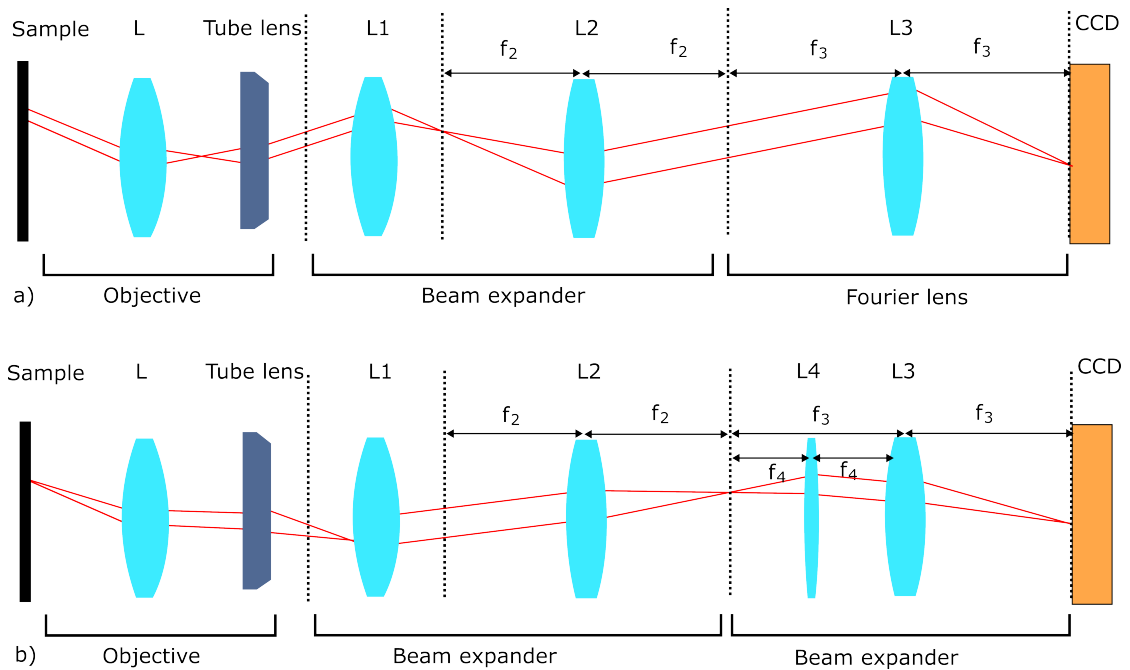 Sample L Tube lens L1 L2 L3 CCD
f₂ f₂ f₃ f₃
Objective Beam expander Fourier lens
a)
Sample L Tube lens L1 L2 L4 L3 CCD
f₂ f₂ f₃ f₃
f₄ f₄
Objective Beam expander Beam expander
b)